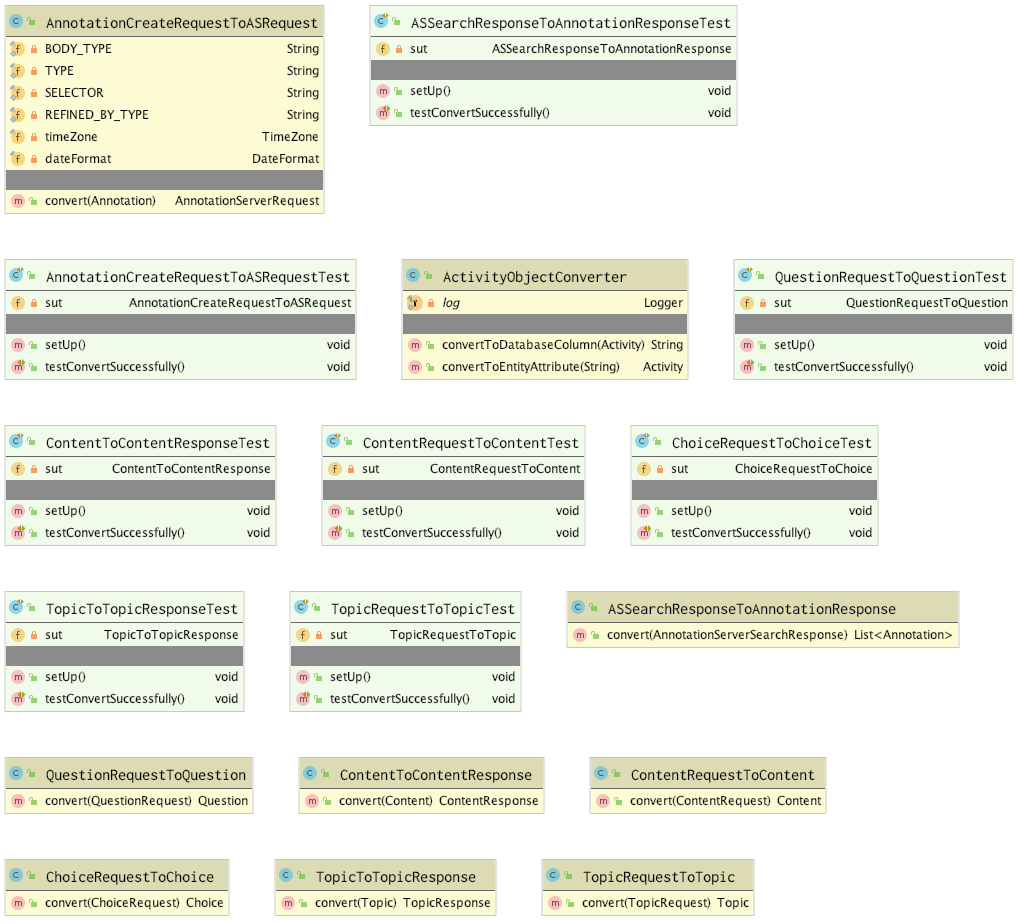 AnnotationCreateRequestToASRequest
BODY_TYPE String
TYPE String
SELECTOR String
REFINED_BY_TYPE String
timeZone TimeZone
dateFormat DateFormat
convert(Annotation) AnnotationServerRequest
ASSearchResponseToAnnotationResponseTest
sut ASSearchResponseToAnnotationResponse
setUp() void
testConvertSuccessfully() void
AnnotationCreateRequestToASRequestTest
sut AnnotationCreateRequestToASRequest
setUp() void
testConvertSuccessfully() void
ActivityObjectConverter
log Logger
convertToDatabaseColumn(Activity) String
convertToEntityAttribute(String) Activity
QuestionRequestToQuestionTest
sut QuestionRequestToQuestion
setUp() void
testConvertSuccessfully() void
ContentToContentResponseTest
sut ContentToContentResponse
setUp() void
testConvertSuccessfully() void
ContentRequestToContentTest
sut ContentRequestToContent
setUp() void
testConvertSuccessfully() void
ChoiceRequestToChoiceTest
sut ChoiceRequestToChoice
setUp() void
testConvertSuccessfully() void
TopicToTopicResponseTest
sut TopicToTopicResponse
setUp() void
testConvertSuccessfully() void
TopicRequestToTopicTest
sut TopicRequestToTopic
setUp() void
testConvertSuccessfully() void
ASSearchResponseToAnnotationResponse
convert(AnnotationServerSearchResponse) List<Annotation>
QuestionRequestToQuestion
convert(QuestionRequest) Question
ContentToContentResponse
convert(Content) ContentResponse
ContentRequestToContent
convert(ContentRequest) Content
ChoiceRequestToChoice
convert(ChoiceRequest) Choice
TopicToTopicResponse
convert(Topic) TopicResponse
TopicRequestToTopic
convert(TopicRequest) Topic